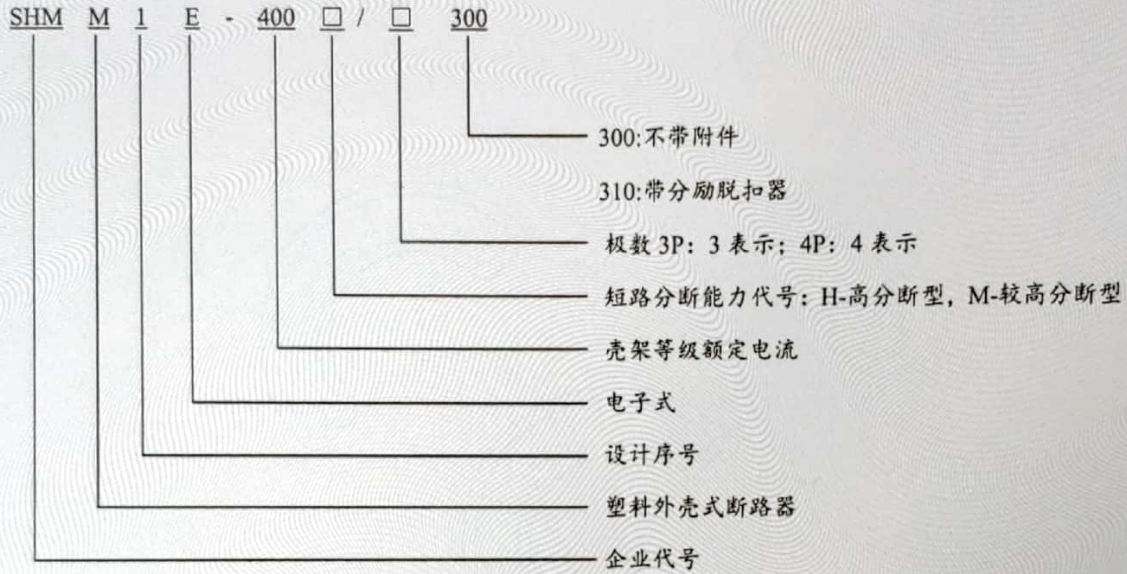 SHM M 1 E - 400 □ / □ 300
300:不带附件
310:带分励脱扣器
极数 3P：3 表示；4P：4 表示
短路分断能力代号：H-高分断型，M-较高分断型
壳架等级额定电流
电子式
设计序号
塑料外壳式断路器
企业代号